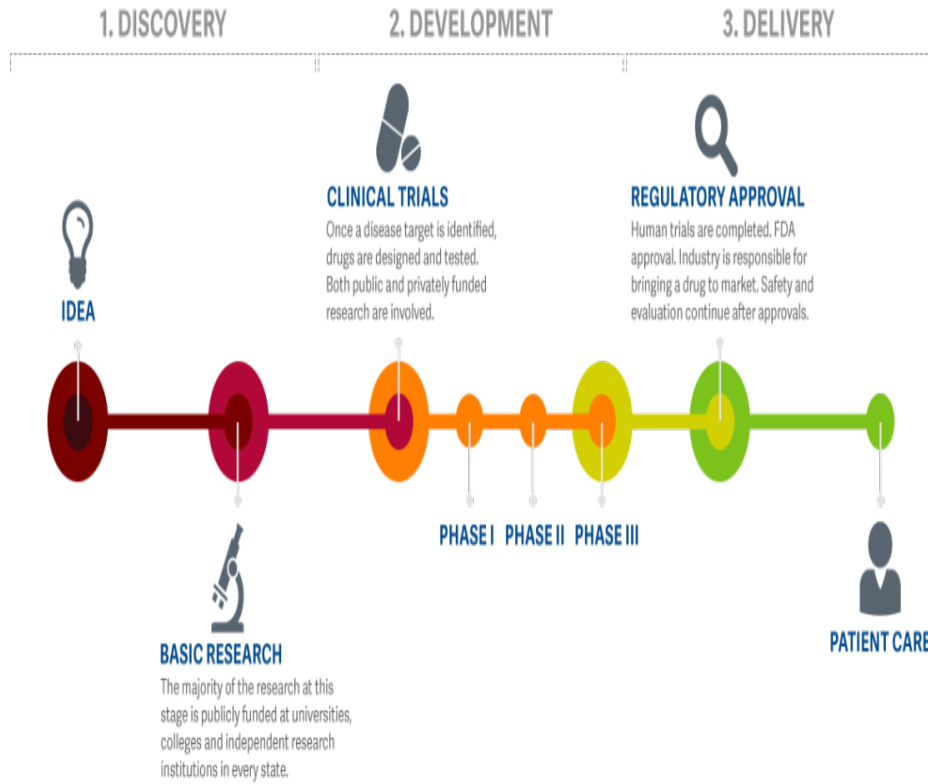 1. DISCOVERY
2. DEVELOPMENT
3. DELIVERY
IDEA
BASIC RESEARCH
The majority of the research at this
stage is publicly funded at universities,
colleges and independent research
institutions in every state.
CLINICAL TRIALS
Once a disease target is identified,
drugs are designed and tested.
Both public and privately funded
research are involved.
PHASE I
PHASE II
PHASE III
REGULATORY APPROVAL
Human trials are completed. FDA
approval. Industry is responsible for
bringing a drug to market. Safety and
evaluation continue after approvals.
PATIENT CARE